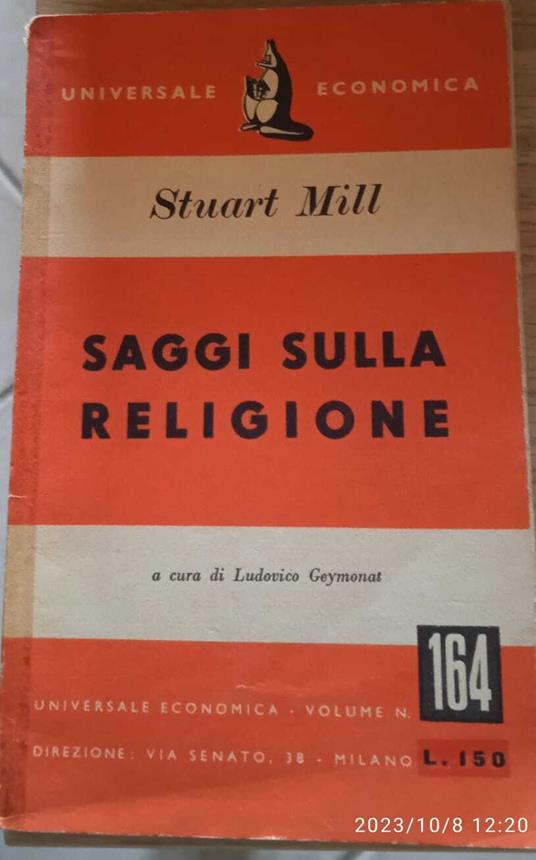 UNIVERSALE ECONOMICA
Stuart Mill
SAGGI SULLA
RELIGIONE
a cura di Ludovico Geymonat
164
UNIVERSALE ECONOMICA - VOLUME N.
DIREZIONE: VIA SENATO, 38 - MILANO L. 150
2023/10/8 12:20